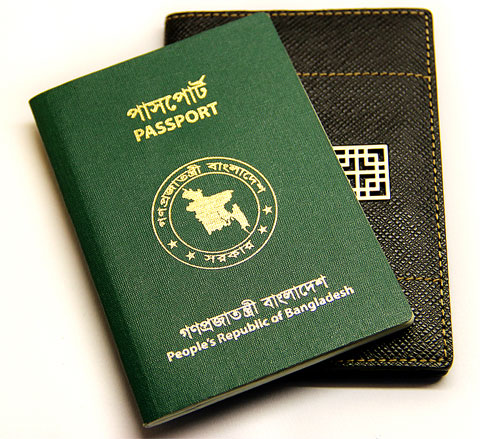 পাসপোর্ট
PASSPORT
গণপ্রজাতন্ত্রী বাংলাদেশ
সরকার
গণপ্রজাতন্ত্রী বাংলাদেশ
People's Republic of Bangladesh